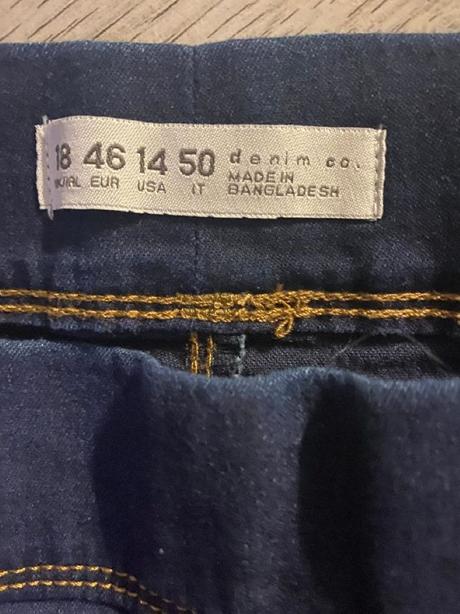 18 46 14 50 denim co.
EUR USA IT MADE IN
BANGLADESH